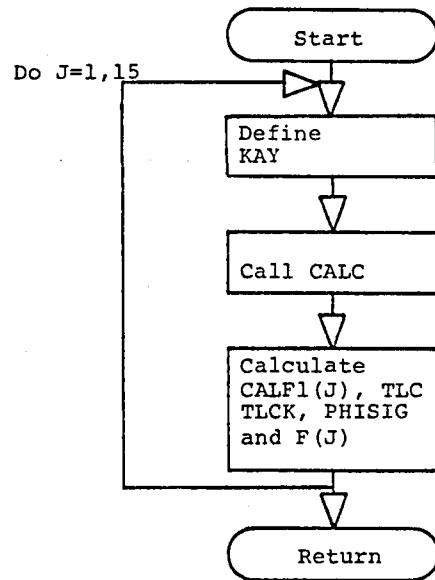 Start
Do J=1,15
Define
KAY
Call CALC
Calculate
CALF1(J), TLC
TLCK, PHISIG
and F(J)
Return